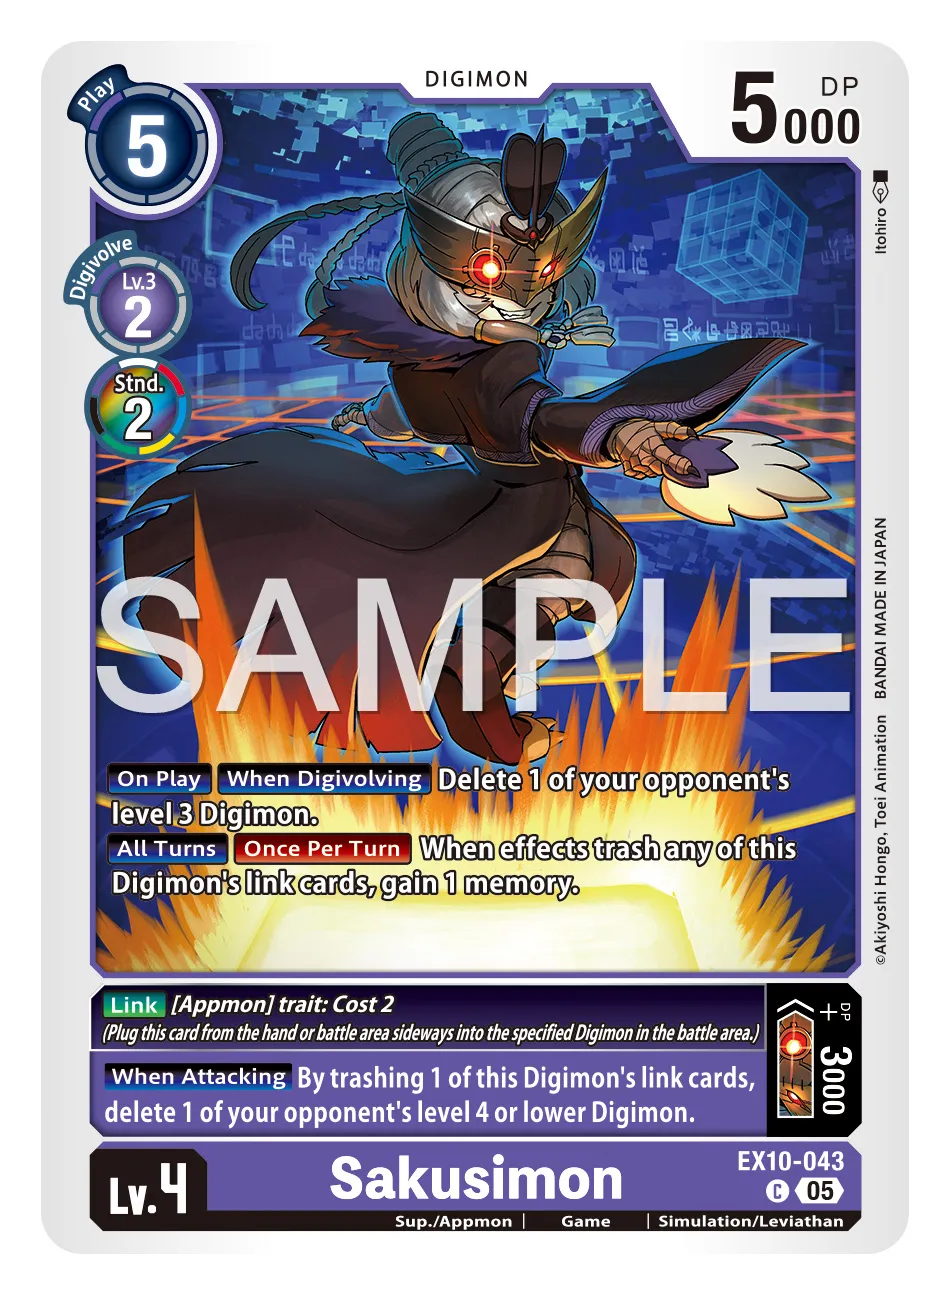 DIGIMON
Play
5
DP
5000
Digivolve
Lv.3
2
Stnd.
2
Itohiro
SAMPLE
©Akiyoshi Hongo, Toei Animation BANDAI MADE IN JAPAN
On Play When Digivolving Delete 1 of your opponent's
level 3 Digimon.
All Turns Once Per Turn When effects trash any of this
Digimon's link cards, gain 1 memory.
Link [Appmon] trait: Cost 2
(Plug this card from the hand or battle area sideways into the specified Digimon in the battle area.)
When Attacking By trashing 1 of this Digimon's link cards,
delete 1 of your opponent's level 4 or lower Digimon.
DP
+3000
Lv.4
Sakusimon
EX10-043
C 05
Sup./Appmon | Game | Simulation/Leviathan